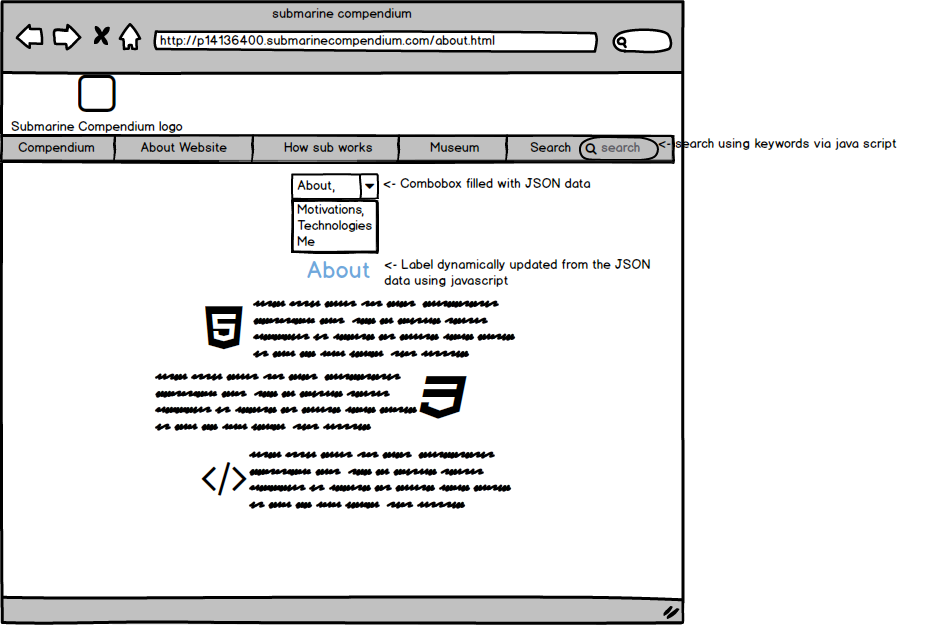 submarine compendium
http://p14136400.submarinecompendium.com/about.html
Submarine Compendium logo
Compendium
About Website
How sub works
Museum
Search
search
<- search using keywords via java script
About,
<- Combobox filled with JSON data
Motivations,
Technologies
Me
About
<- Label dynamically updated from the JSON
data using javascript
5
3
</>